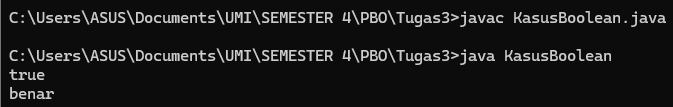 C:\Users\ASUS\Documents\UMI\SEMESTER 4\PBO\Tugas3>javac KasusBoolean.java
C:\Users\ASUS\Documents\UMI\SEMESTER 4\PBO\Tugas3>java KasusBoolean
true
benar